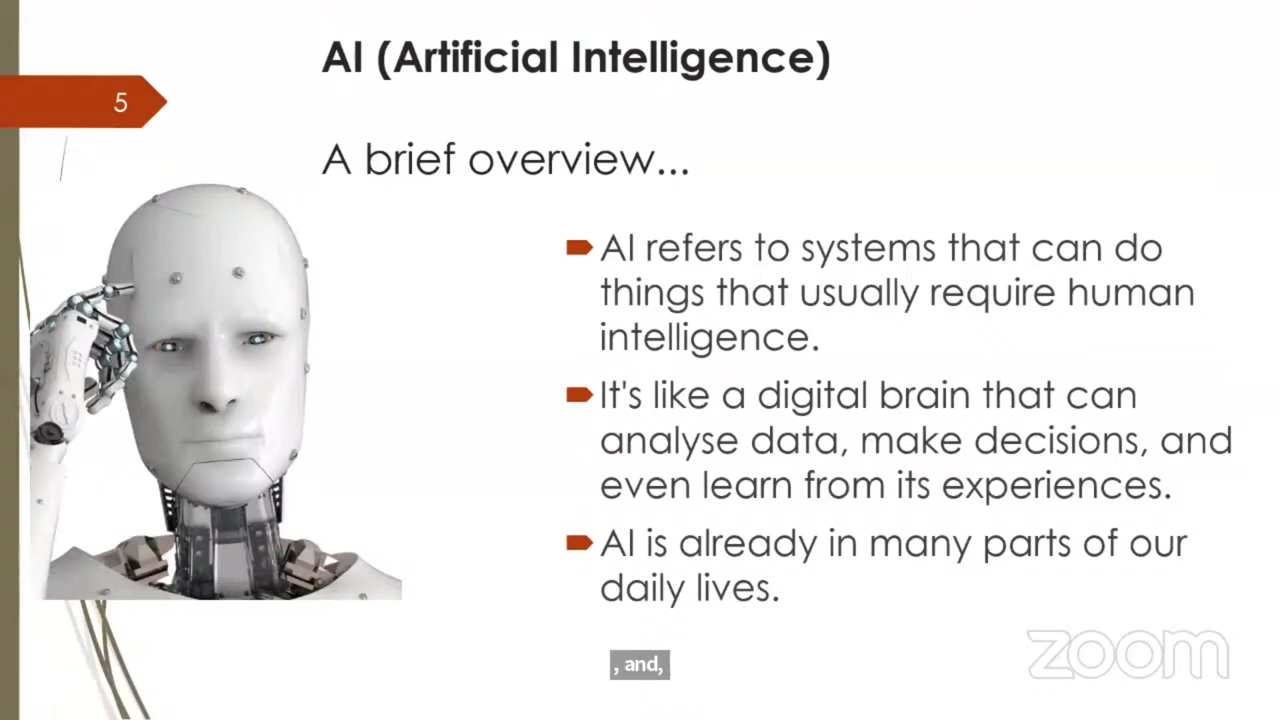 AI (Artificial Intelligence)
5
A brief overview...
AI refers to systems that can do
things that usually require human
intelligence.
It's like a digital brain that can
analyse data, make decisions, and
even learn from its experiences.
AI is already in many parts of our
daily lives.
, and,
zoom